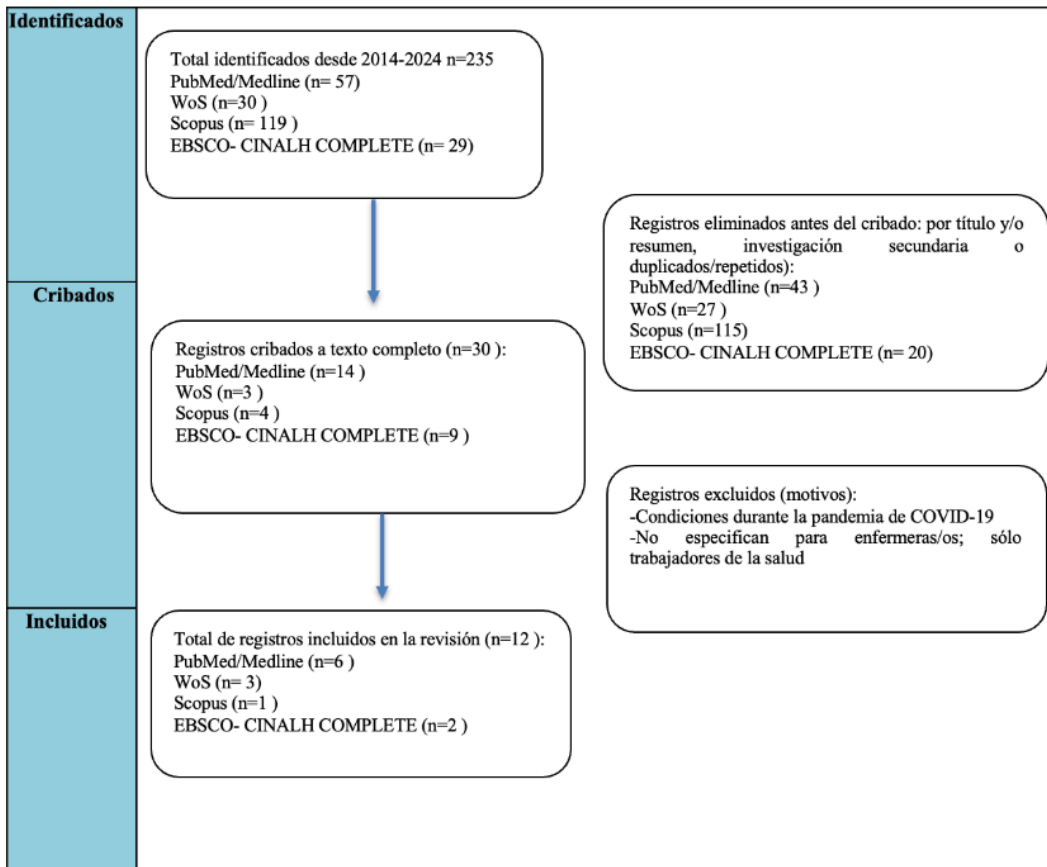 Identificados
Total identificados desde 2014-2024 n=235
PubMed/Medline (n= 57)
WoS (n=30 )
Scopus (n= 119 )
EBSCO- CINALH COMPLETE (n= 29)
Registros eliminados antes del cribado: por título y/o
resumen, investigación secundaria o
duplicados/repetidos):
PubMed/Medline (n=43 )
WoS (n=27 )
Scopus (n=115)
EBSCO- CINALH COMPLETE (n= 20)
Cribados
Registros cribados a texto completo (n=30 ):
PubMed/Medline (n=14 )
WoS (n=3 )
Scopus (n=4 )
EBSCO- CINALH COMPLETE (n=9 )
Registros excluidos (motivos):
-Condiciones durante la pandemia de COVID-19
-No especifican para enfermeras/os; sólo
trabajadores de la salud
Incluidos
Total de registros incluidos en la revisión (n=12 ):
PubMed/Medline (n=6 )
WoS (n= 3)
Scopus (n=1 )
EBSCO- CINALH COMPLETE (n=2 )